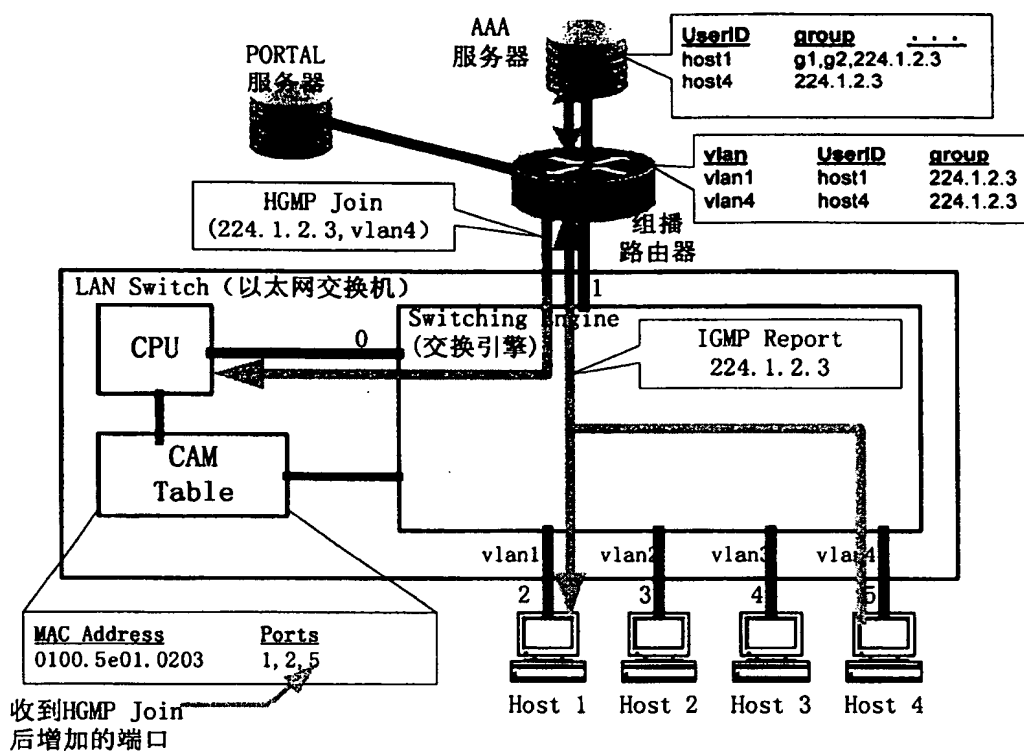 AAA
服务器
PORTAL
服务器
UserID group ...
host1 g1,g2,224.1.2.3
host4 224.1.2.3
vlan UserID group
vlan1 host1 224.1.2.3
vlan4 host4 224.1.2.3
HGMP Join
(224.1.2.3,vlan4)
组播
路由器
LAN Switch（以太网交换机）
1
Switching Engine
(交换引擎)
CPU
0
IGMP Report
224.1.2.3
CAM
Table
vlan1 vlan2 vlan3 vlan4
2 3 4 5
MAC Address Ports
0100.5e01.0203 1,2,5
Host 1 Host 2 Host 3 Host 4
收到HGMP Join
后增加的端口